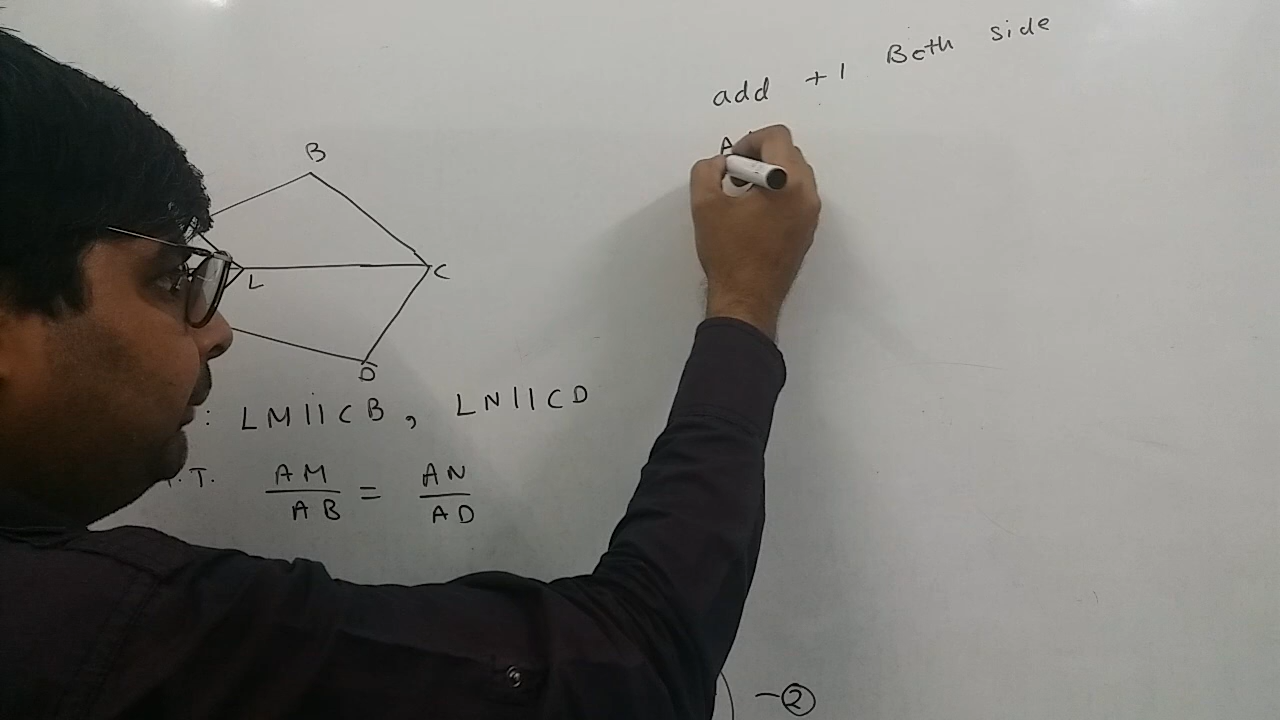 add +1 Both side
A
B
L
C
D
: LM||CB, LN||CD
.T. AM/AB = AN/AD
-②